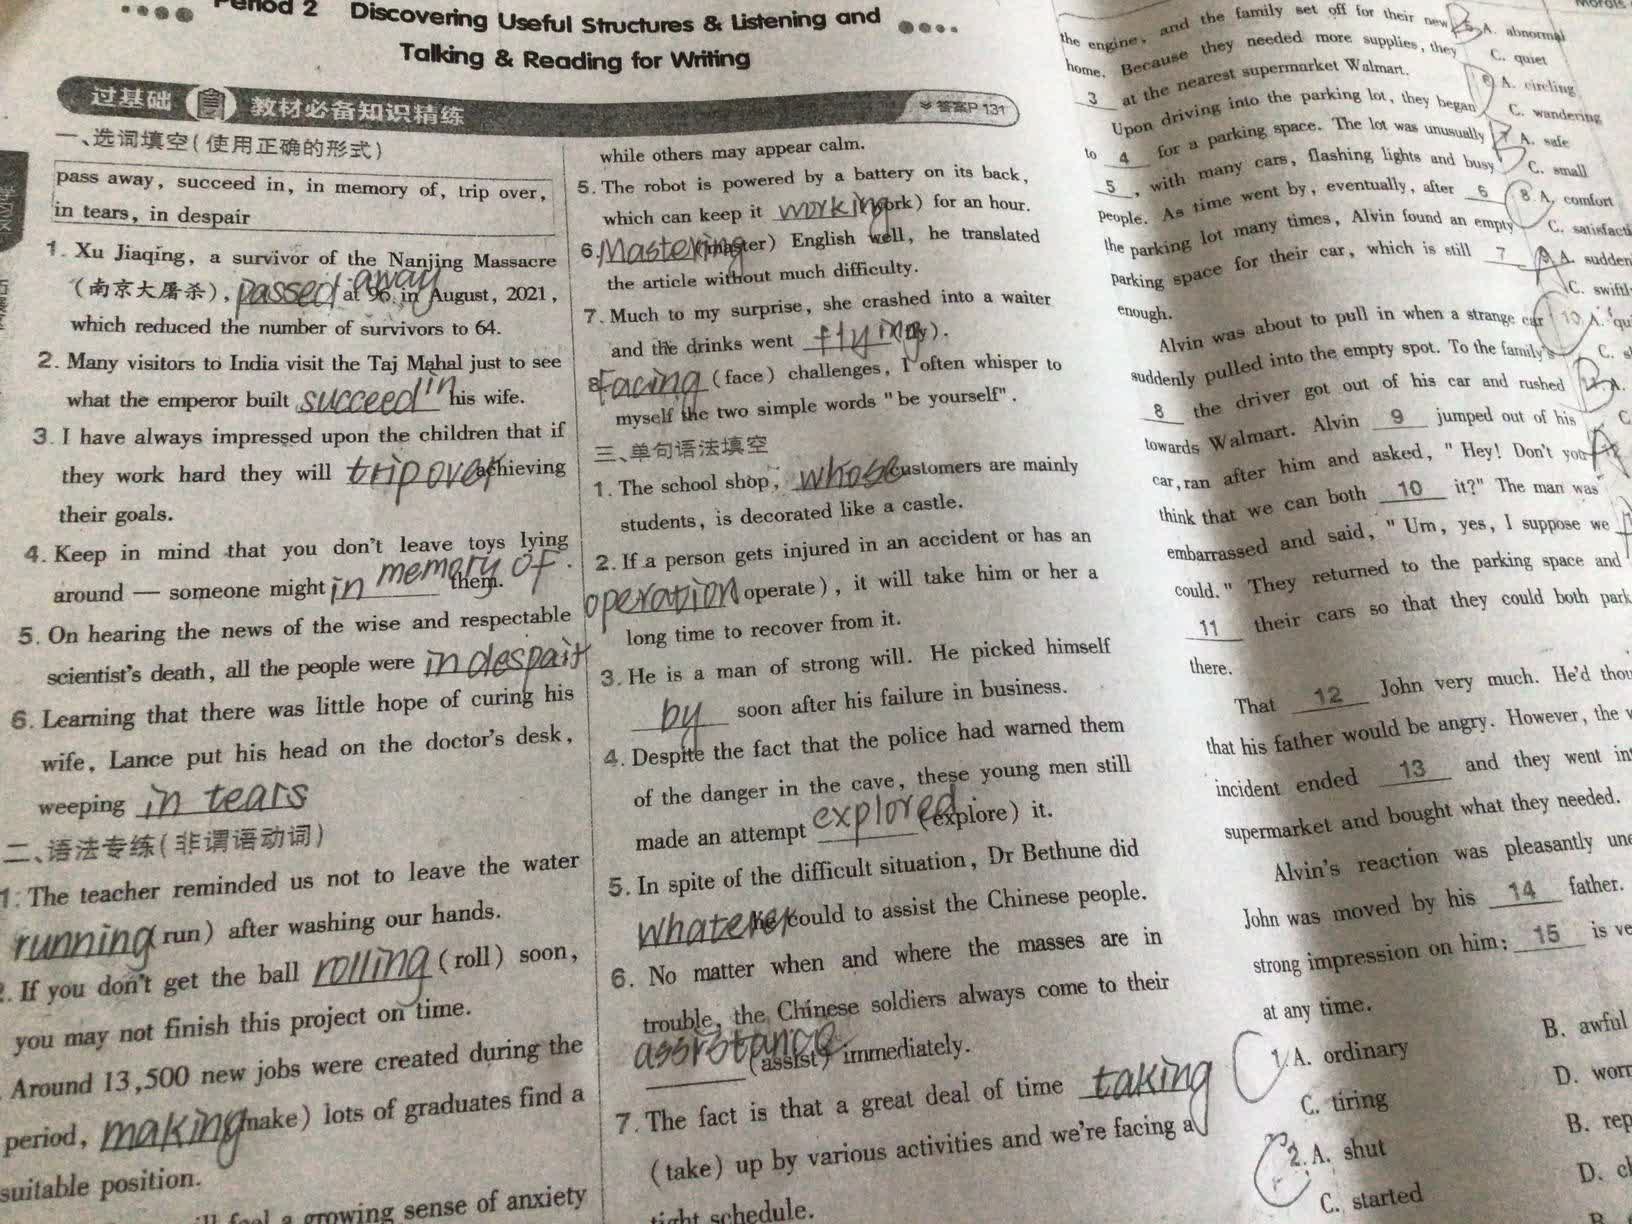 Period 2 Discovering Useful Structures & Listening and
Talking & Reading for Writing
过基础 教材必备知识精练 答案P 131
一、选词填空(使用正确的形式)
pass away, succeed in, in memory of, trip over,
in tears, in despair
1. Xu Jiaqing, a survivor of the Nanjing Massacre
(南京大屠杀), passed away at 96 in August, 2021,
which reduced the number of survivors to 64.
2. Many visitors to India visit the Taj Mahal just to see
what the emperor built succeed in his wife.
3. I have always impressed upon the children that if
they work hard they will trip over achieving
their goals.
4. Keep in mind that you don't leave toys lying
around — someone might in memory of them.
5. On hearing the news of the wise and respectable
scientist's death, all the people were in despair.
6. Learning that there was little hope of curing his
wife, Lance put his head on the doctor's desk,
weeping in tears
二、语法专练(非谓语动词)
1. The teacher reminded us not to leave the water
running (run) after washing our hands.
2. If you don't get the ball rolling (roll) soon,
you may not finish this project on time.
Around 13,500 new jobs were created during the
period, making (make) lots of graduates find a
suitable position.
feel a growing sense of anxiety
while others may appear calm.
5. The robot is powered by a battery on its back,
which can keep it working (work) for an hour.
6. Mastering (master) English well, he translated
the article without much difficulty.
7. Much to my surprise, she crashed into a waiter
and the drinks went flying (fly).
8. facing (face) challenges, I often whisper to
myself the two simple words "be yourself".
三、单句语法填空
1. The school shop, whose customers are mainly
students, is decorated like a castle.
2. If a person gets injured in an accident or has an
operation (operate), it will take him or her a
long time to recover from it.
3. He is a man of strong will. He picked himself
by soon after his failure in business.
4. Despite the fact that the police had warned them
of the danger in the cave, these young men still
made an attempt explored (explore) it.
5. In spite of the difficult situation, Dr Bethune did
whatever he could to assist the Chinese people.
6. No matter when and where the masses are in
trouble, the Chinese soldiers always come to their
assistance (assist) immediately.
7. The fact is that a great deal of time taking
(take) up by various activities and we're facing a
tight schedule.
the engine, and the family set off for their new
home. Because they needed more supplies, they
3 at the nearest supermarket Walmart.
Upon driving into the parking lot, they began
to 4 for a parking space. The lot was unusually
5, with many cars, flashing lights and busy
people. As time went by, eventually, after 6
the parking lot many times, Alvin found an empty
parking space for their car, which is still 7
enough.
Alvin was about to pull in when a strange car
suddenly pulled into the empty spot. To the family's
8 the driver got out of his car and rushed
towards Walmart. Alvin 9 jumped out of his
car, ran after him and asked, "Hey! Don't you
think that we can both 10 it?" The man was
embarrassed and said, "Um, yes, I suppose we
could." They returned to the parking space and
11 their cars so that they could both park
there.
That 12 John very much. He'd
that his father would be angry. However, the
incident ended 13 and they went
supermarket and bought what they needed.
Alvin's reaction was pleasantly
John was moved by his 14 father.
strong impression on him: 15 is
at any time.
1. A. ordinary B. awful
C. tiring
2. A. shut
C. started
A. abnormal
C. quiet
6 A. circling
C. wandering
7 A. safe
C. small
8. A. comfort
C.
9 A.
C.
10 A.